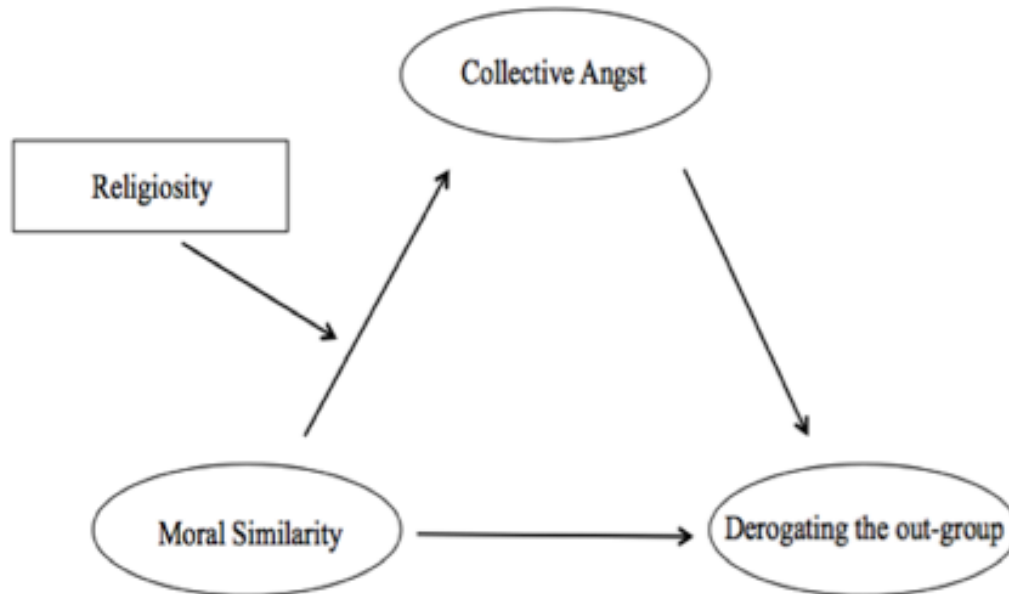 Collective Angst
Religiosity
Moral Similarity
Derogating the out-group